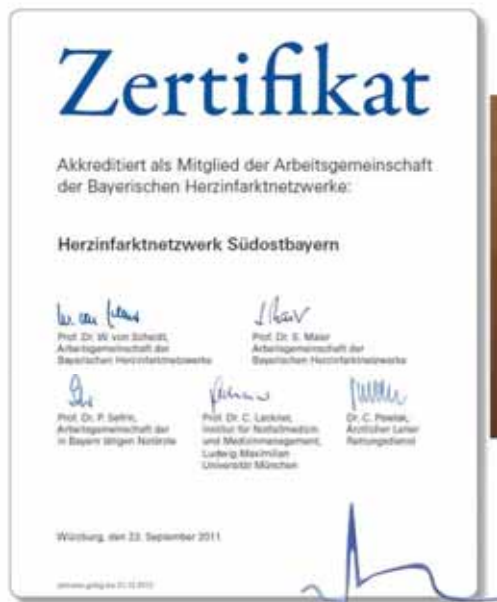 Zertifikat
Akkreditiert als Mitglied der Arbeitsgemeinschaft
der Bayerischen Herzinfarktnetzwerke:
Herzinfarktnetzwerk Südostbayern
Prof. Dr. W. von Scheidt,
Arbeitsgemeinschaft der
Bayerischen Herzinfarktnetzwerke
Prof. Dr. S. Maier
Arbeitsgemeinschaft der
Bayerischen Herzinfarktnetzwerke
Prof. Dr. P. Sefrin,
Arbeitsgemeinschaft der
in Bayern tätigen Notärzte
Prof. Dr. C. Lackner,
Institut für Notfallmedizin
und Medizinmanagement,
Ludwig Maximilian
Universität München
Dr. C. Pawlak,
Ärztlicher Leiter
Rettungsdienst
Würzburg, den 23. September 2011